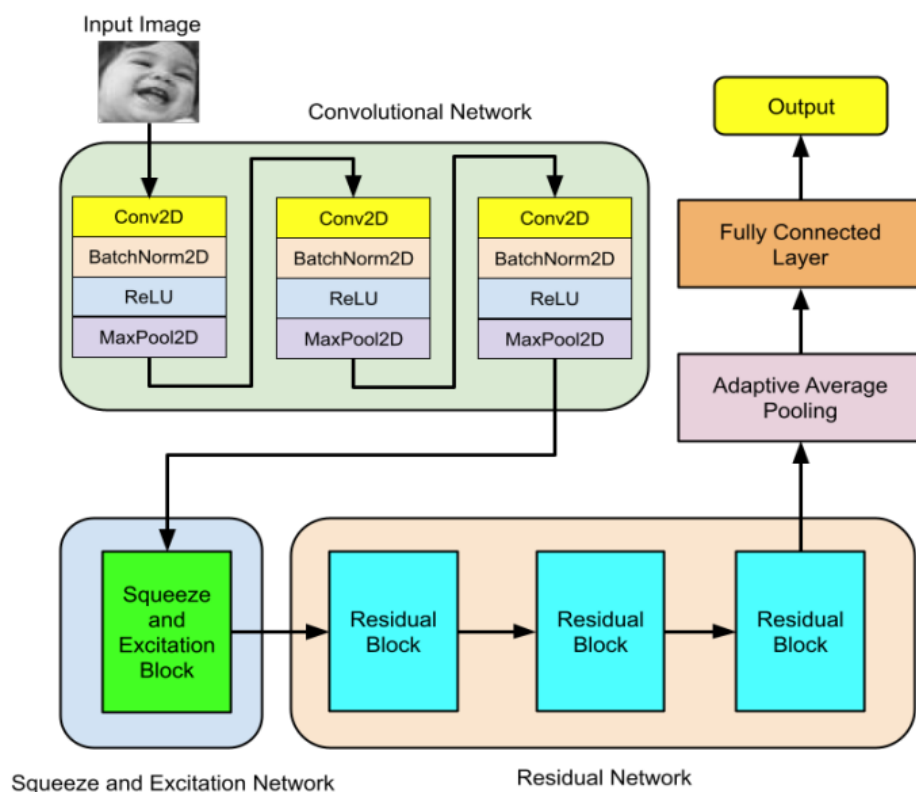 Input Image
Convolutional Network
Conv2D
BatchNorm2D
ReLU
MaxPool2D
Conv2D
BatchNorm2D
ReLU
MaxPool2D
Conv2D
BatchNorm2D
ReLU
MaxPool2D
Output
Fully Connected
Layer
Adaptive Average
Pooling
Squeeze
and
Excitation
Block
Residual
Block
Residual
Block
Residual
Block
Squeeze and Excitation Network
Residual Network